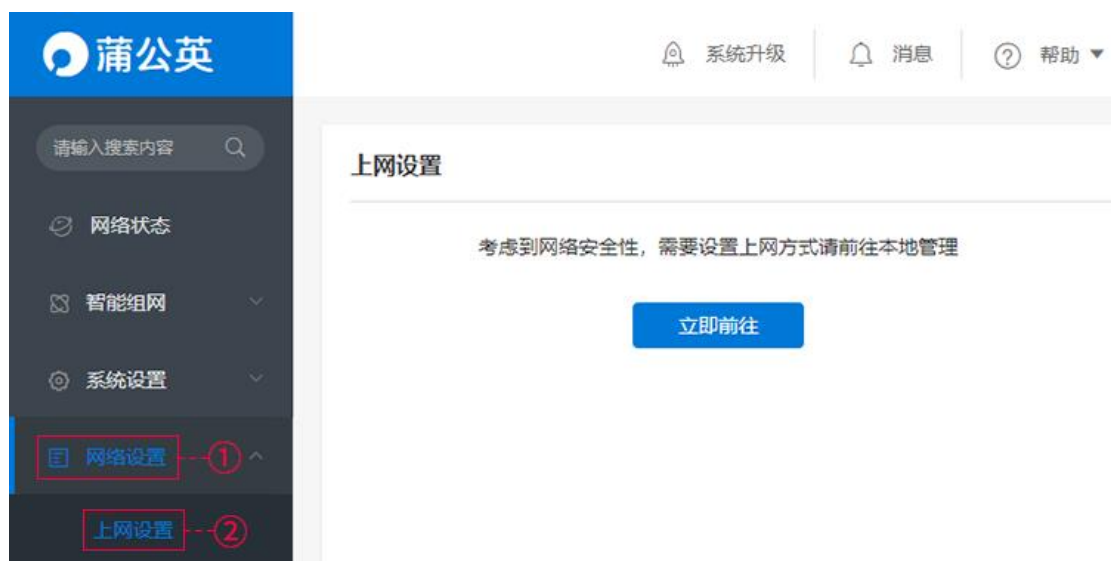 蒲公英
系统升级
消息
帮助
请输入搜索内容
上网设置
网络状态
考虑到网络安全性，需要设置上网方式请前往本地管理
智能组网
立即前往
系统设置
网络设置 ①
上网设置 ②